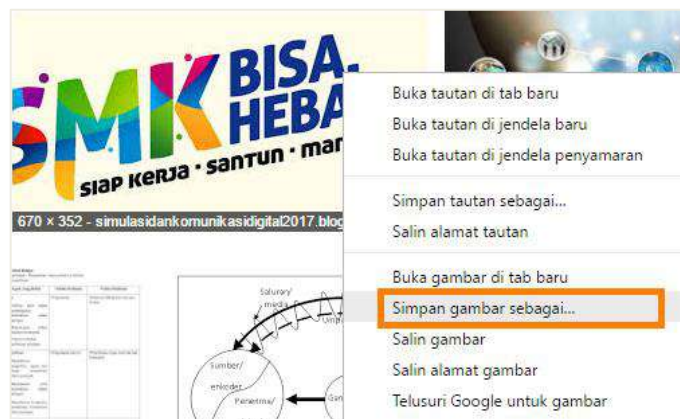 SMK BISA,
HEBA
SIAP KERJA · SANTUN · mar
670 × 352 - simulasidankomunikasidigital2017.blog
Buka tautan di tab baru
Buka tautan di jendela baru
Buka tautan di jendela penyamaran
Simpan tautan sebagai...
Salin alamat tautan
Buka gambar di tab baru
Simpan gambar sebagai...
Salin gambar
Salin alamat gambar
Telusuri Google untuk gambar
Saluran/
media
Sumber/
enkoder
Penerima/